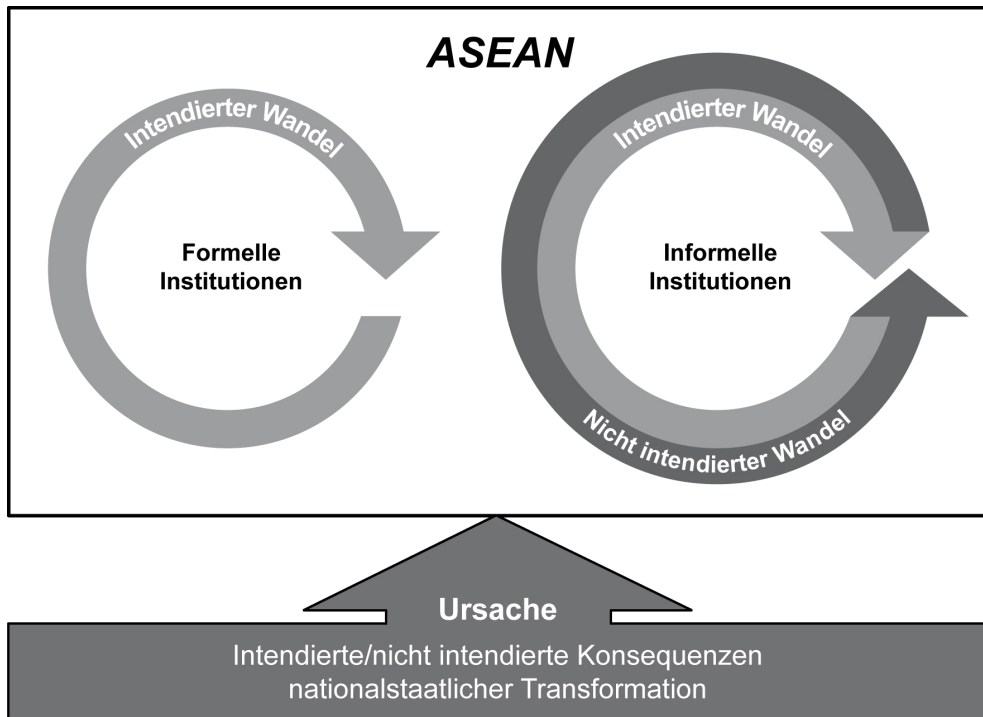 ASEAN
Intendierter Wandel
Formelle
Institutionen
Intendierter Wandel
Informelle
Institutionen
Nicht intendierter Wandel
Ursache
Intendierte/nicht intendierte Konsequenzen
nationalstaatlicher Transformation